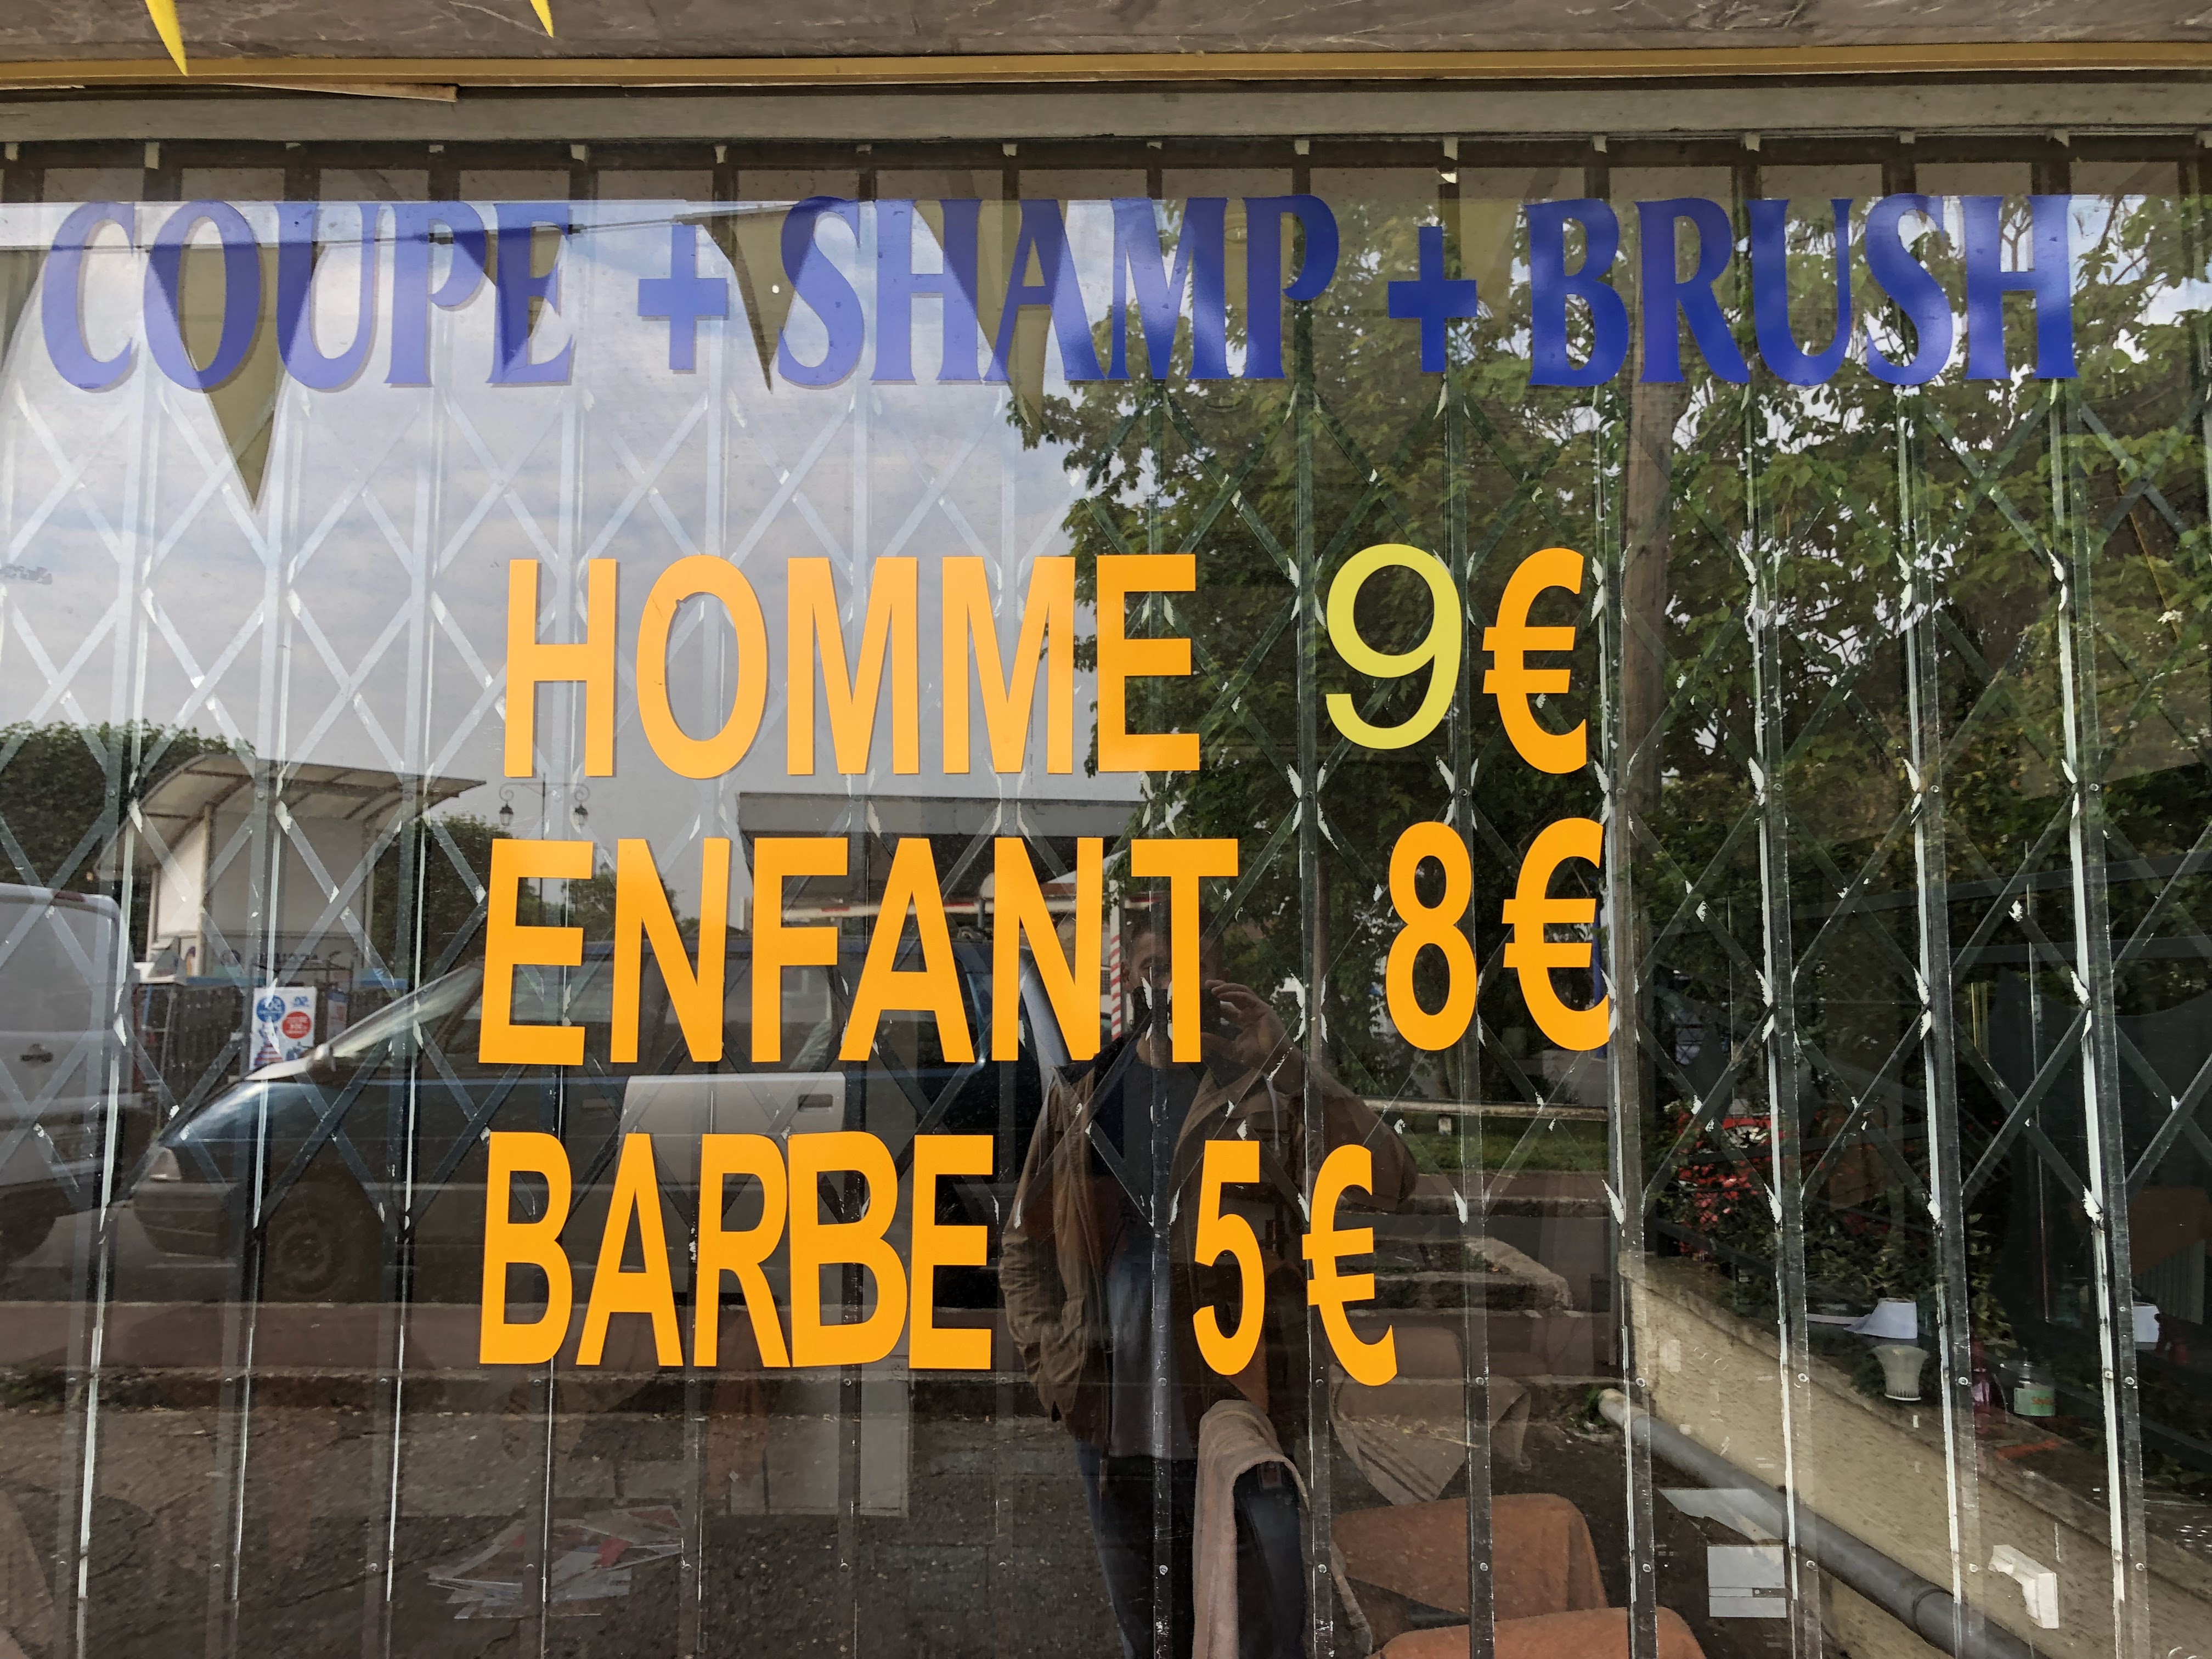 COUPE + SHAMP + BRUSH
HOMME 9€
ENFANT 8€
BARBE 5€